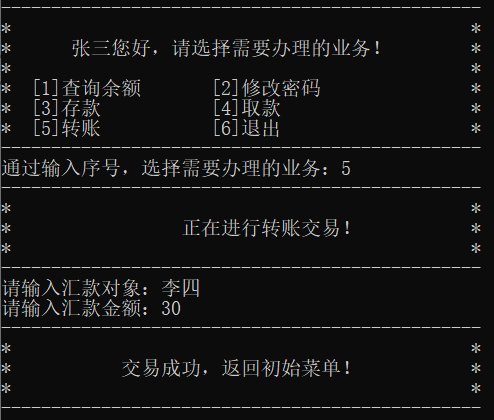 ------------------------------------------------
*                                              *
*      张三您好，请选择需要办理的业务！         *
*                                              *
*  [1]查询余额       [2]修改密码               *
*  [3]存款           [4]取款                   *
*  [5]转账           [6]退出                   *
------------------------------------------------
通过输入序号，选择需要办理的业务：5
------------------------------------------------
*                                              *
*                 正在进行转账交易！            *
*                                              *
------------------------------------------------
请输入汇款对象：李四
请输入汇款金额：30
------------------------------------------------
*                                              *
*           交易成功，返回初始菜单！            *
*                                              *
------------------------------------------------